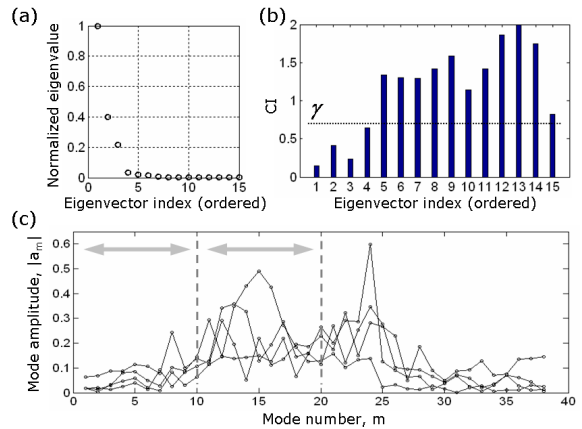 (a)
Normalized eigenvalue
1
0.8
0.6
0.4
0.2
0
0 5 10 15
Eigenvector index (ordered)
(b)
CI
2
1.5
1
0.5
0
γ
1 2 3 4 5 6 7 8 9 10 11 12 13 14 15
Eigenvector index (ordered)
(c)
Mode amplitude, |am|
0.6
0.5
0.4
0.3
0.2
0.1
0
0 5 10 15 20 25 30 35 40
Mode number, m